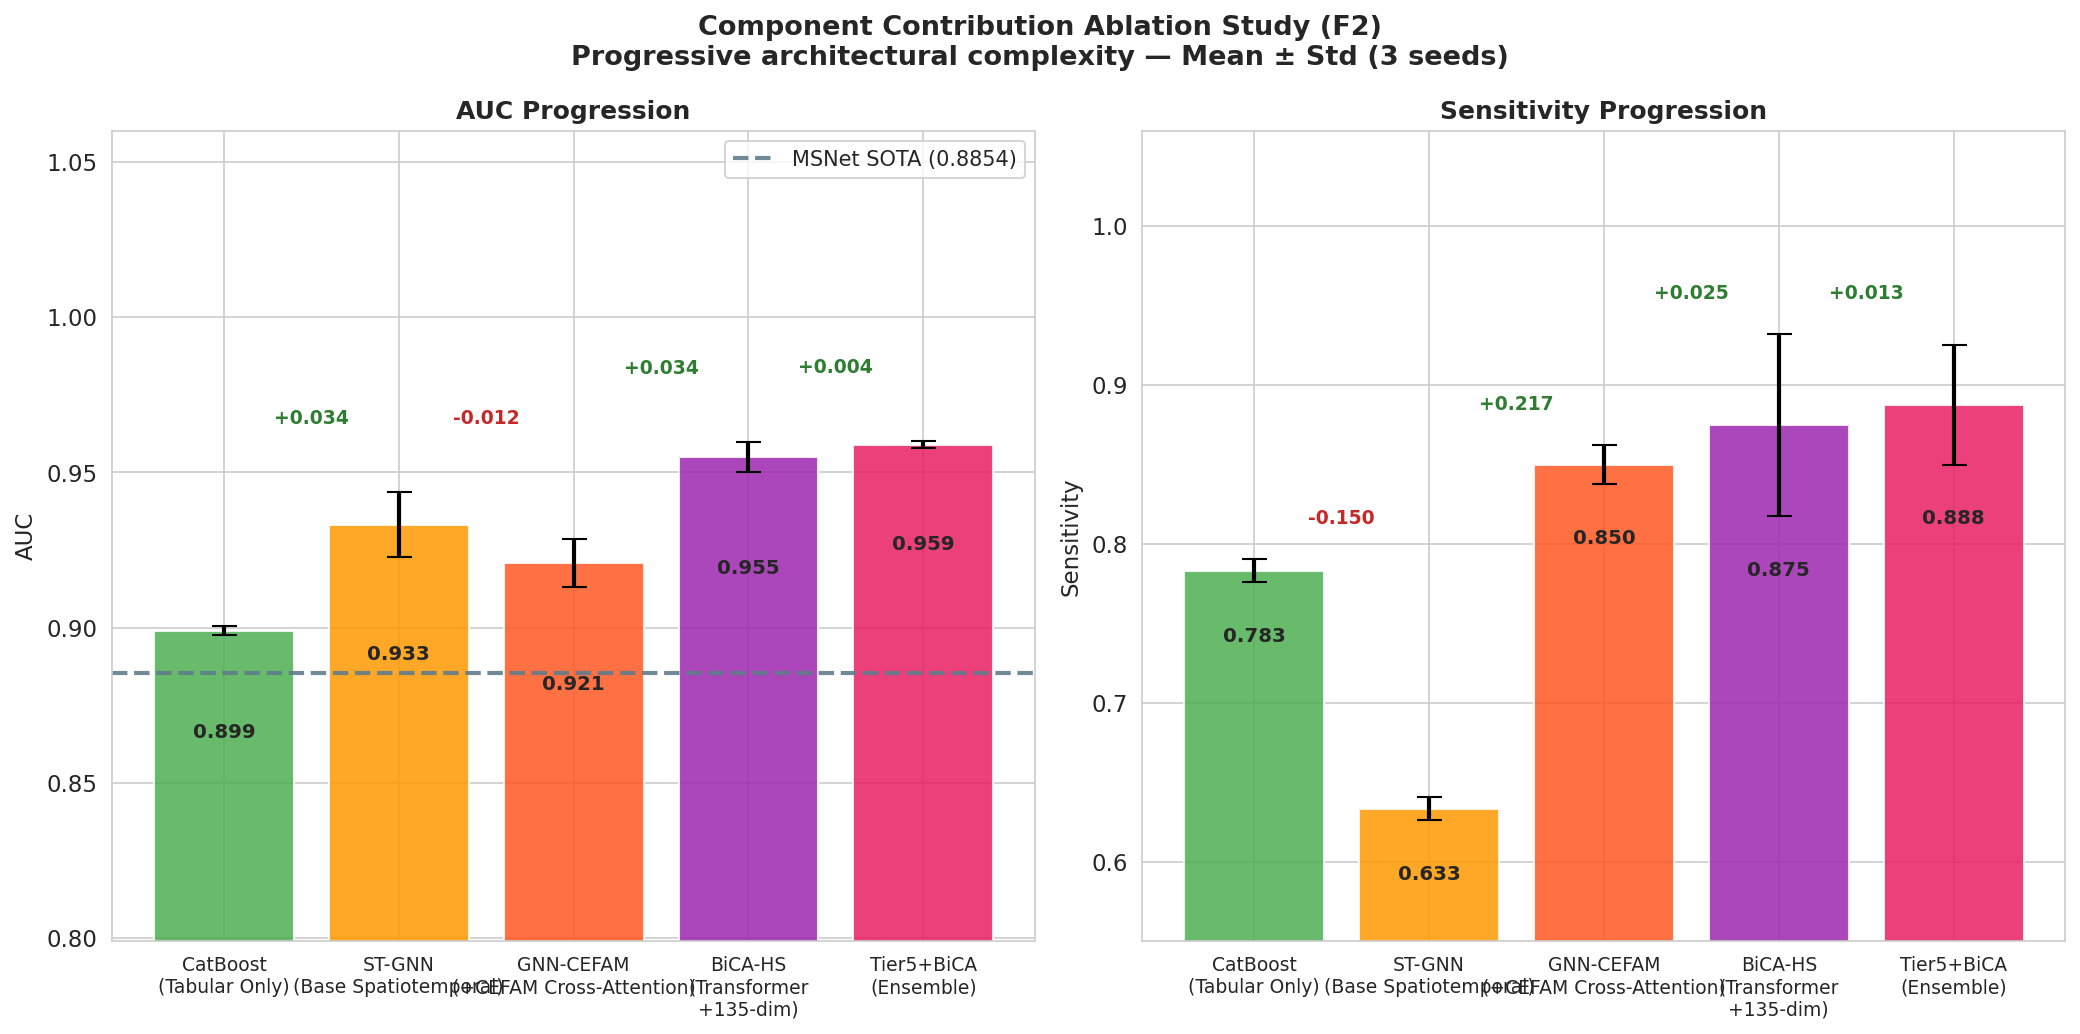 Component Contribution Ablation Study (F2)
Progressive architectural complexity — Mean ± Std (3 seeds)
AUC Progression
MSNet SOTA (0.8854)
AUC
1.05
1.00
0.95
0.90
0.85
0.80
+0.034
-0.012
+0.034
+0.004
0.899
0.933
0.921
0.955
0.959
CatBoost
(Tabular Only)
ST-GNN
(Base Spatiotemporal)
GNN-CEFAM
(+CEFAM Cross-Attention)
BiCA-HS
(Transformer
+135-dim)
Tier5+BiCA
(Ensemble)
Sensitivity Progression
Sensitivity
1.0
0.9
0.8
0.7
0.6
-0.150
+0.217
+0.025
+0.013
0.783
0.633
0.850
0.875
0.888
CatBoost
(Tabular Only)
ST-GNN
(Base Spatiotemporal)
GNN-CEFAM
(+CEFAM Cross-Attention)
BiCA-HS
(Transformer
+135-dim)
Tier5+BiCA
(Ensemble)